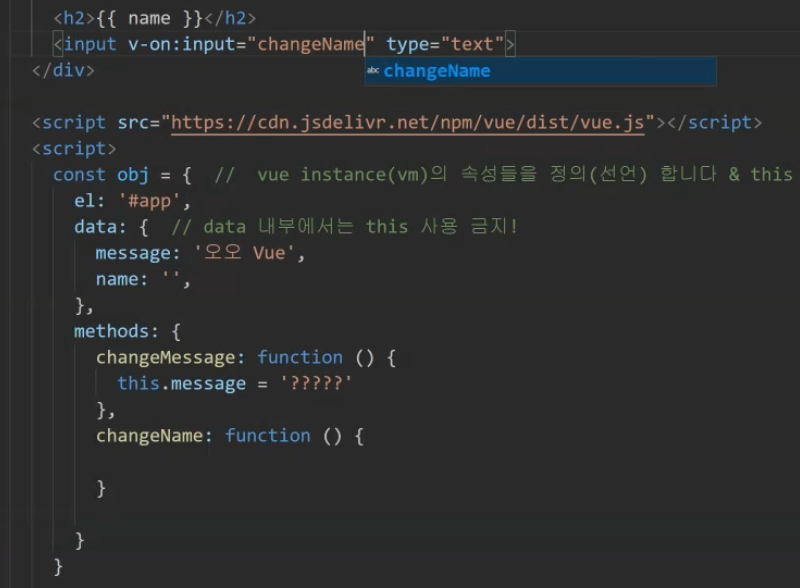 <h2>{{ name }}</h2>
<input v-on:input="changeName" type="text">
abc changeName
</div>
<script src="https://cdn.jsdelivr.net/npm/vue/dist/vue.js"></script>
<script>
const obj = { // vue instance(vm)의 속성들을 정의(선언) 합니다 & this
el: '#app',
data: { // data 내부에서는 this 사용 금지!
message: '오오 Vue',
name: '',
},
methods: {
changeMessage: function () {
this.message = '?????'
},
changeName: function () {
}
}
}